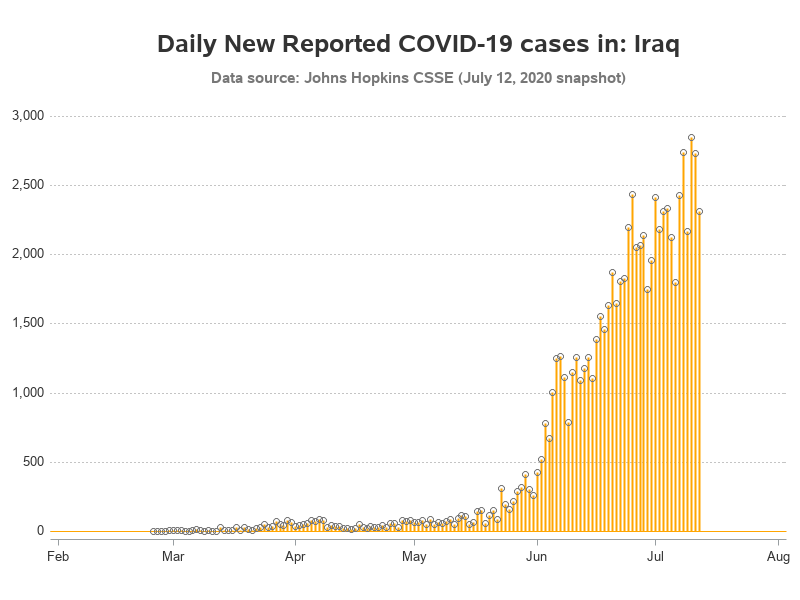 Daily New Reported COVID-19 cases in: Iraq
Data source: Johns Hopkins CSSE (July 12, 2020 snapshot)
3,000
2,500
2,000
1,500
1,000
500
0
Feb Mar Apr May Jun Jul Aug